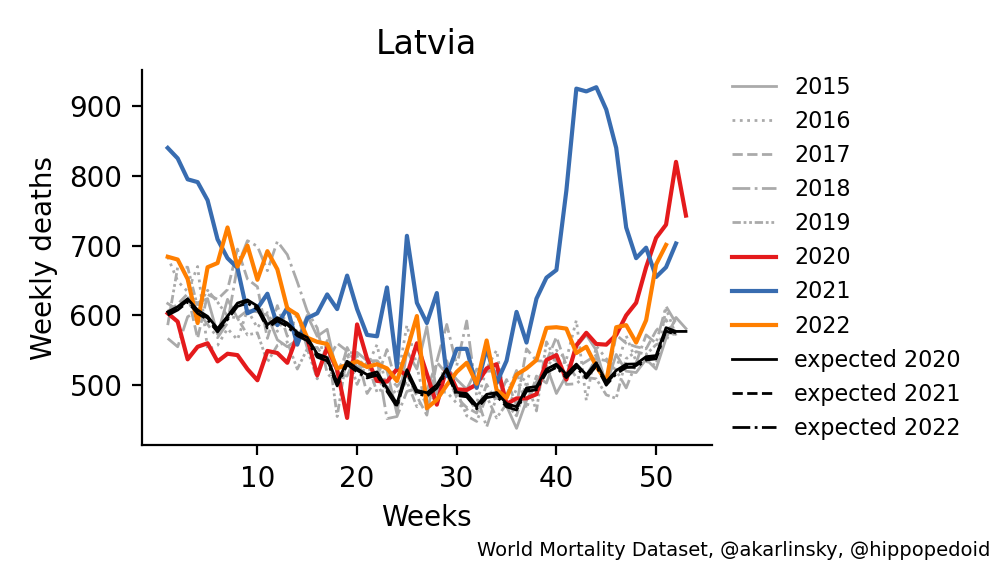 Latvia
Weekly deaths
900
800
700
600
500
10 20 30 40 50
Weeks
2015
2016
2017
2018
2019
2020
2021
2022
expected 2020
expected 2021
expected 2022
World Mortality Dataset, @akarlinsky, @hippopedoid